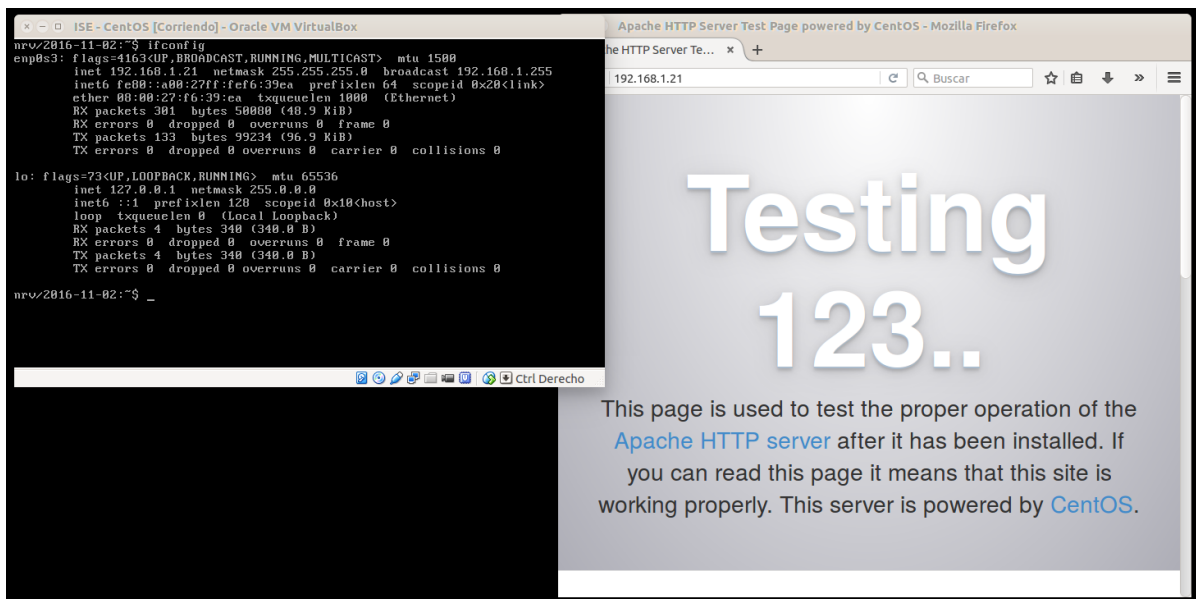 ISE - CentOS [Corriendo] - Oracle VM VirtualBox
nrv/2016-11-02:~$ ifconfig
enp0s3: flags=4163<UP,BROADCAST,RUNNING,MULTICAST>  mtu 1500
        inet 192.168.1.21  netmask 255.255.255.0  broadcast 192.168.1.255
        inet6 fe80::a00:27ff:fef6:39ea  prefixlen 64  scopeid 0x20<link>
        ether 08:00:27:f6:39:ea  txqueuelen 1000  (Ethernet)
        RX packets 301  bytes 50080 (48.9 KiB)
        RX errors 0  dropped 0  overruns 0  frame 0
        TX packets 133  bytes 99234 (96.9 KiB)
        TX errors 0  dropped 0 overruns 0  carrier 0  collisions 0
lo: flags=73<UP,LOOPBACK,RUNNING>  mtu 65536
        inet 127.0.0.1  netmask 255.0.0.0
        inet6 ::1  prefixlen 128  scopeid 0x10<host>
        loop  txqueuelen 0  (Local Loopback)
        RX packets 4  bytes 340 (340.0 B)
        RX errors 0  dropped 0  overruns 0  frame 0
        TX packets 4  bytes 340 (340.0 B)
        TX errors 0  dropped 0 overruns 0  carrier 0  collisions 0
nrv/2016-11-02:~$ _
Ctrl Derecho
Apache HTTP Server Test Page powered by CentOS - Mozilla Firefox
he HTTP Server Te... × +
192.168.1.21
Buscar
Testing
123..
This page is used to test the proper operation of the
Apache HTTP server after it has been installed. If
you can read this page it means that this site is
working properly. This server is powered by CentOS.